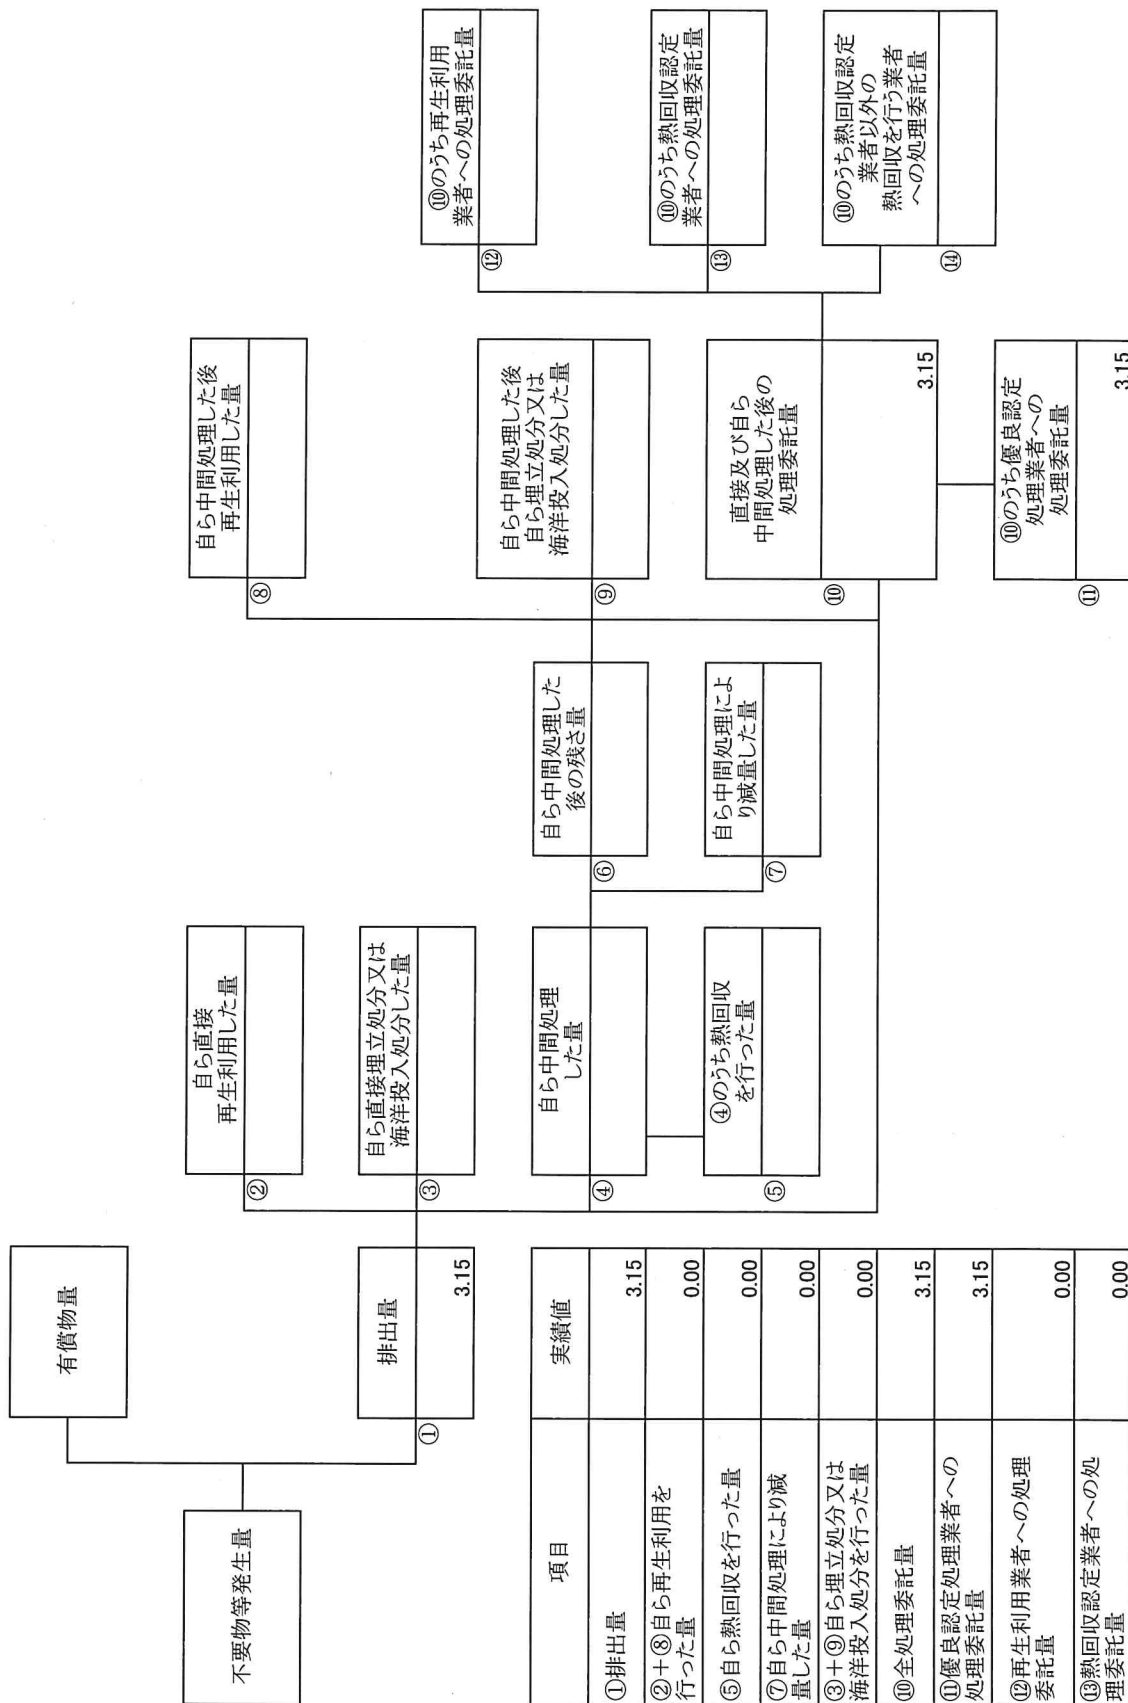 不要物等発生量
有償物量
①
排出量
3.15
②
自ら直接
再生利用した量
③
自ら直接埋立処分又は
海洋投入処分した量
④
自ら中間処理
した量
⑤
④のうち熱回収
を行った量
⑥
自ら中間処理した
後の残さ量
⑦
自ら中間処理によ
り減量した量
⑧
自ら中間処理した後
再生利用した量
⑨
自ら中間処理した後
自ら埋立処分又は
海洋投入処分した量
⑩
直接及び自ら
中間処理した後の
処理委託量
3.15
⑪
⑩のうち優良認定
処理業者への
処理委託量
3.15
⑫
⑩のうち再生利用
業者への処理委託量
⑬
⑩のうち熱回収認定
業者への処理委託量
⑭
⑩のうち熱回収認定
業者以外の
熱回収を行う業者
への処理委託量
項目 実績値
①排出量 3.15
②+⑧自ら再生利用を
行った量 0.00
⑤自ら熱回収を行った量 0.00
⑦自ら中間処理により減
量した量 0.00
③+⑨自ら埋立処分又は
海洋投入処分を行った量 0.00
⑩全処理委託量 3.15
⑪優良認定処理業者への
処理委託量 3.15
⑫再生利用業者への処理
委託量 0.00
⑬熱回収認定業者への処
理委託量 0.00